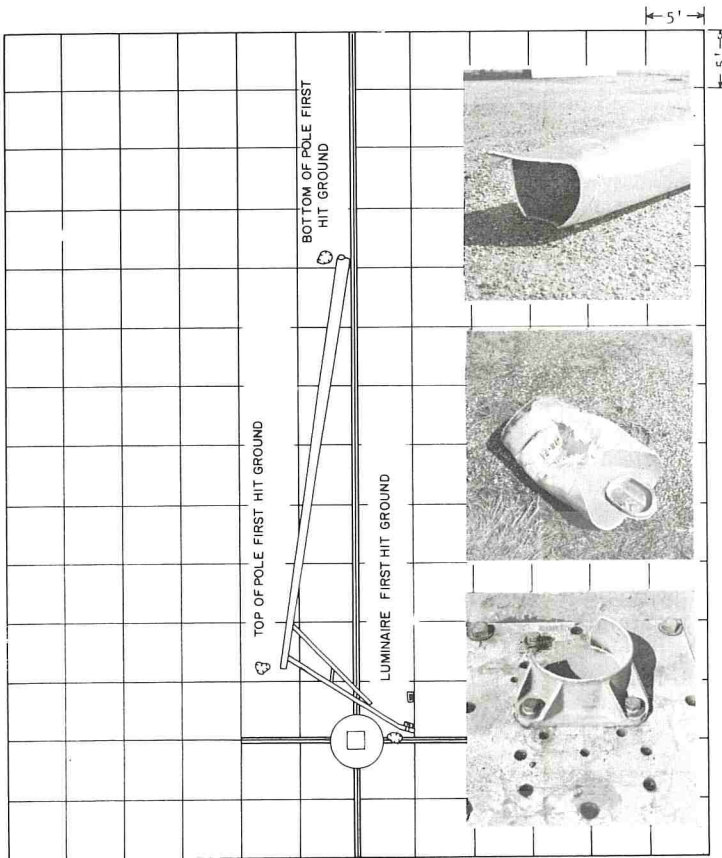 5'
5'
BOTTOM OF POLE FIRST
HIT GROUND
TOP OF POLE FIRST HIT GROUND
LUMINAIRE FIRST HIT GROUND